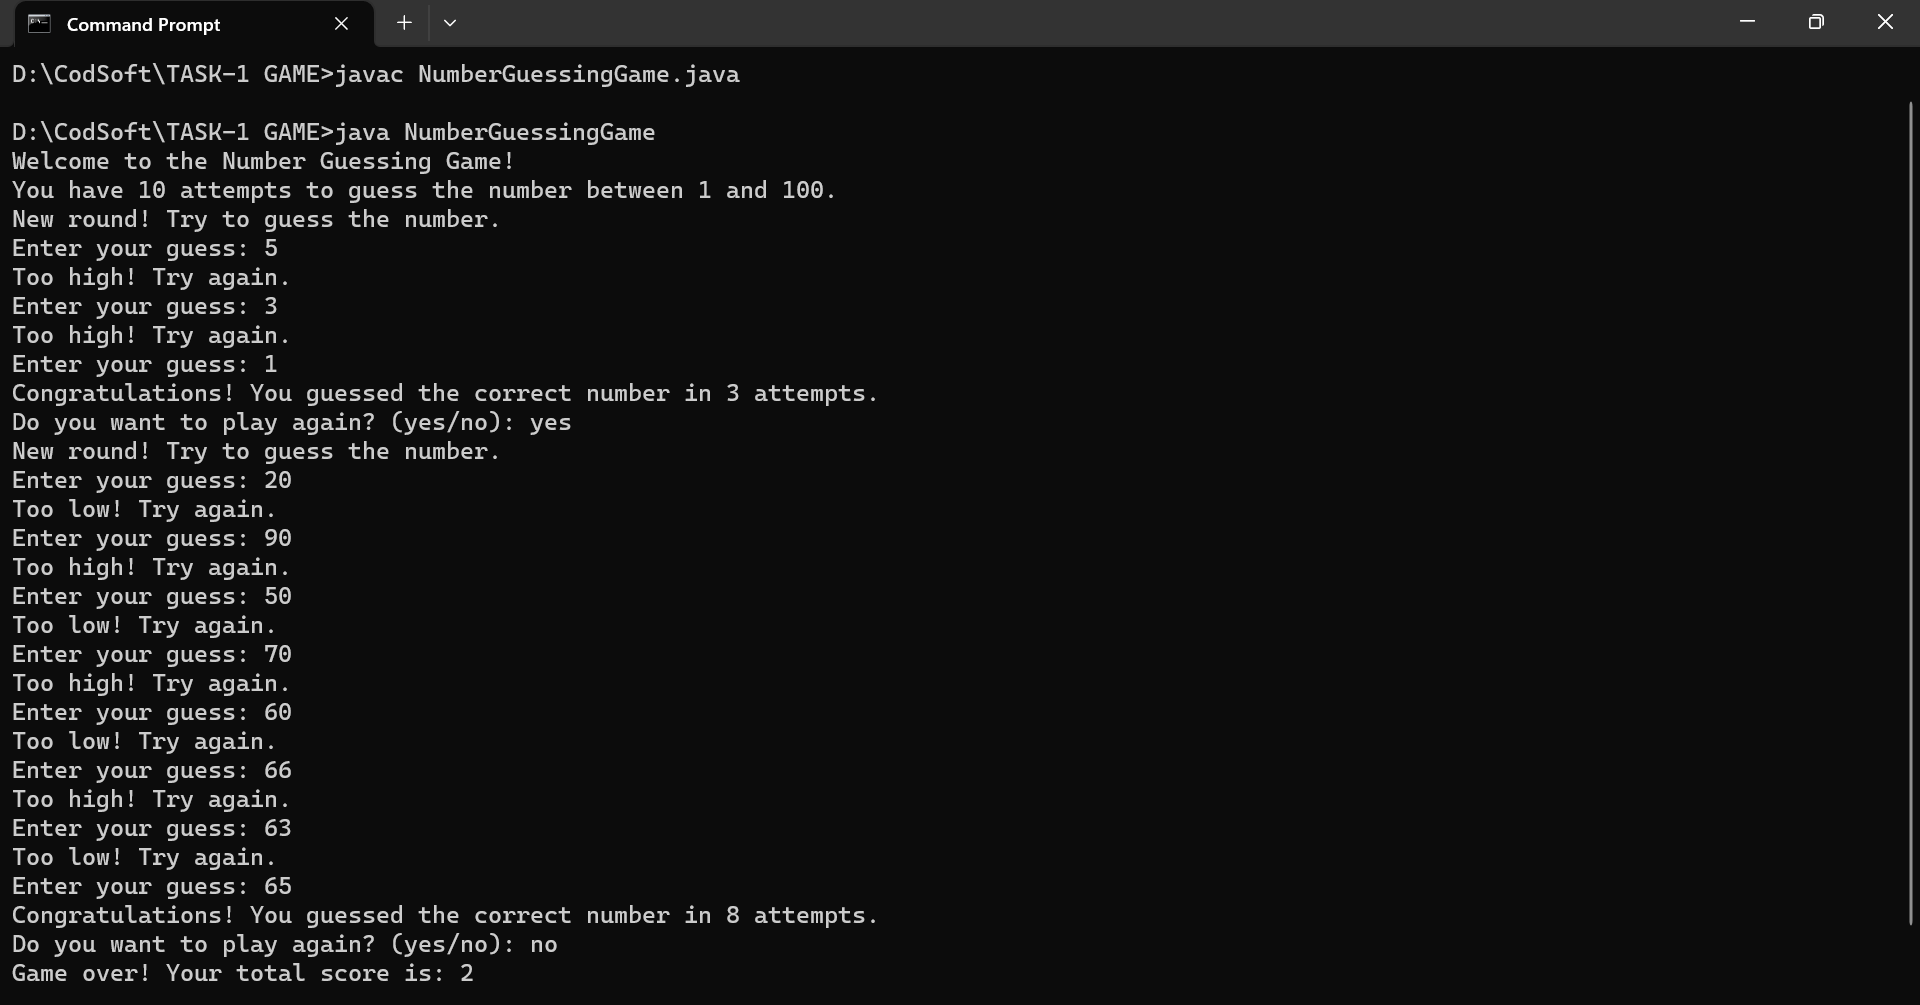 Command Prompt
D:\CodSoft\TASK-1 GAME>javac NumberGuessingGame.java
D:\CodSoft\TASK-1 GAME>java NumberGuessingGame
Welcome to the Number Guessing Game!
You have 10 attempts to guess the number between 1 and 100.
New round! Try to guess the number.
Enter your guess: 5
Too high! Try again.
Enter your guess: 3
Too high! Try again.
Enter your guess: 1
Congratulations! You guessed the correct number in 3 attempts.
Do you want to play again? (yes/no): yes
New round! Try to guess the number.
Enter your guess: 20
Too low! Try again.
Enter your guess: 90
Too high! Try again.
Enter your guess: 50
Too low! Try again.
Enter your guess: 70
Too high! Try again.
Enter your guess: 60
Too low! Try again.
Enter your guess: 66
Too high! Try again.
Enter your guess: 63
Too low! Try again.
Enter your guess: 65
Congratulations! You guessed the correct number in 8 attempts.
Do you want to play again? (yes/no): no
Game over! Your total score is: 2